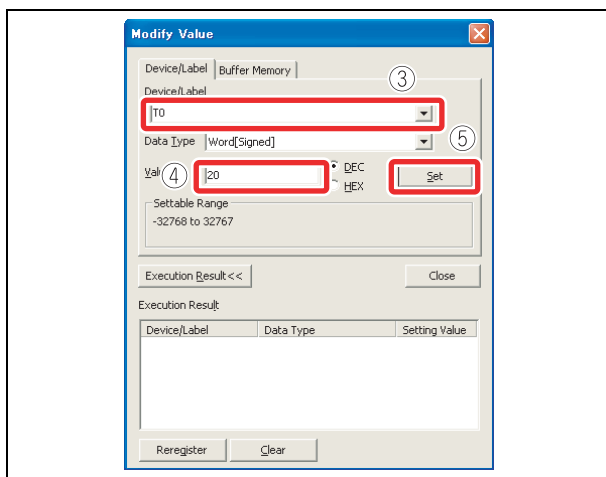 Modify Value
Device/Label Buffer Memory
③
Device/Label
T0
Data Type Word[Signed]
⑤
④ 20 DEC Set
HEX
Settable Range
-32768 to 32767
Execution Result<< Close
Execution Result
Device/Label Data Type Setting Value
Reregister Clear